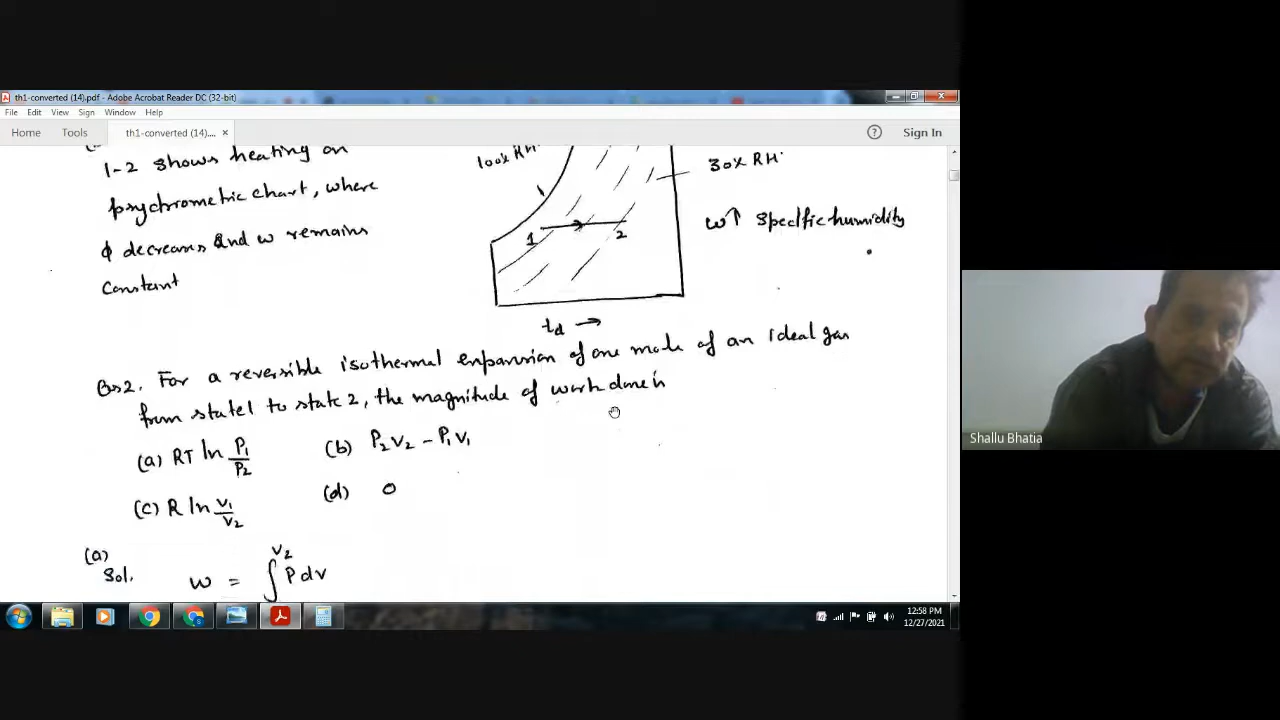 th1-converted (14).pdf - Adobe Acrobat Reader DC (32-bit)
File Edit View Sign Window Help
Home Tools th1-converted (14).... × Sign In
1-2 shows heating on
psychrometric chart, where
ϕ decreases and w remains
constant
100% RH
30% RH
w↑ specific humidity
1 2
td →
Qus2. For a reversible isothermal expansion of one mole of an ideal gas
from state1 to state 2, the magnitude of work done is
(a) RT ln P1/P2 (b) P2V2 - P1V1
(c) R ln V1/V2 (d) 0
(a)
Sol. W = ∫ V2 P dv
12:58 PM
12/27/2021
Shallu Bhatia